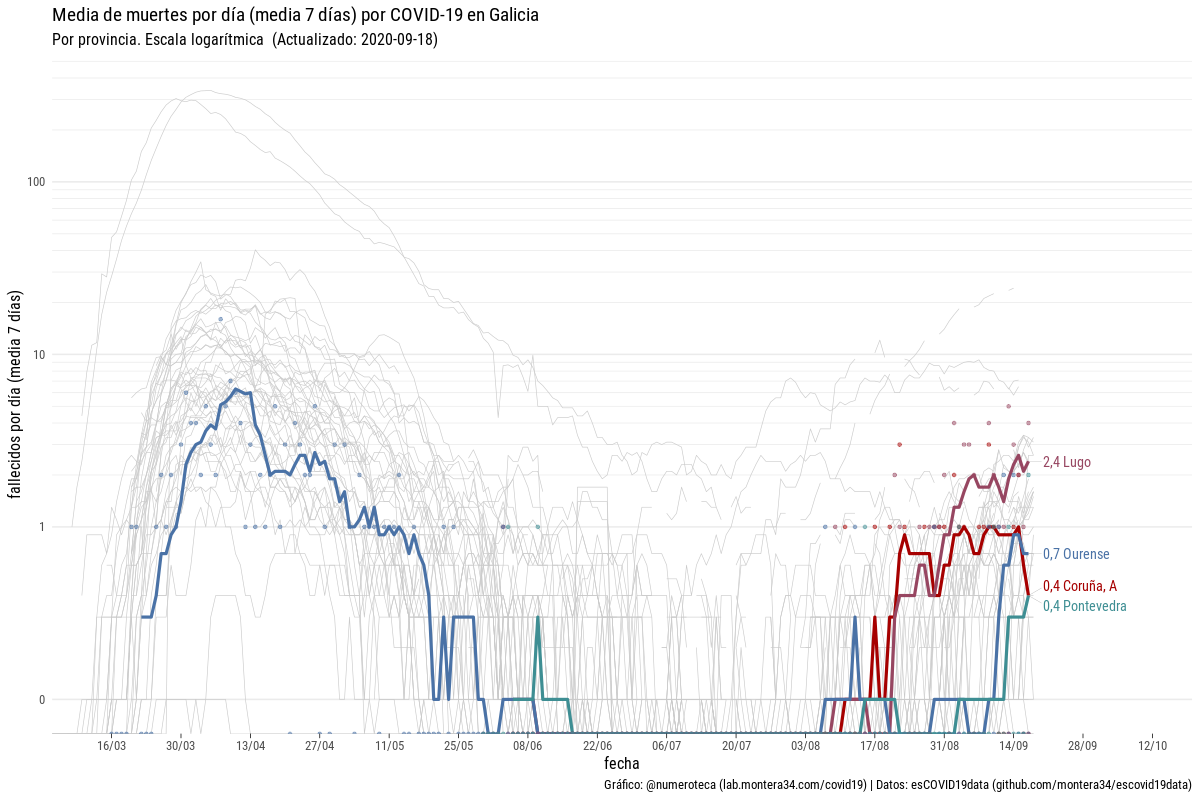 Media de muertes por día (media 7 días) por COVID-19 en Galicia
Por provincia. Escala logarítmica (Actualizado: 2020-09-18)
fallecidos por día (media 7 días)
100
10
1
0
2,4 Lugo
0,7 Ourense
0,4 Coruña, A
0,4 Pontevedra
16/03 30/03 13/04 27/04 11/05 25/05 08/06 22/06 06/07 20/07 03/08 17/08 31/08 14/09 28/09 12/10
fecha
Gráfico: @numeroteca (lab.montera34.com/covid19) | Datos: esCOVID19data (github.com/montera34/escovid19data)